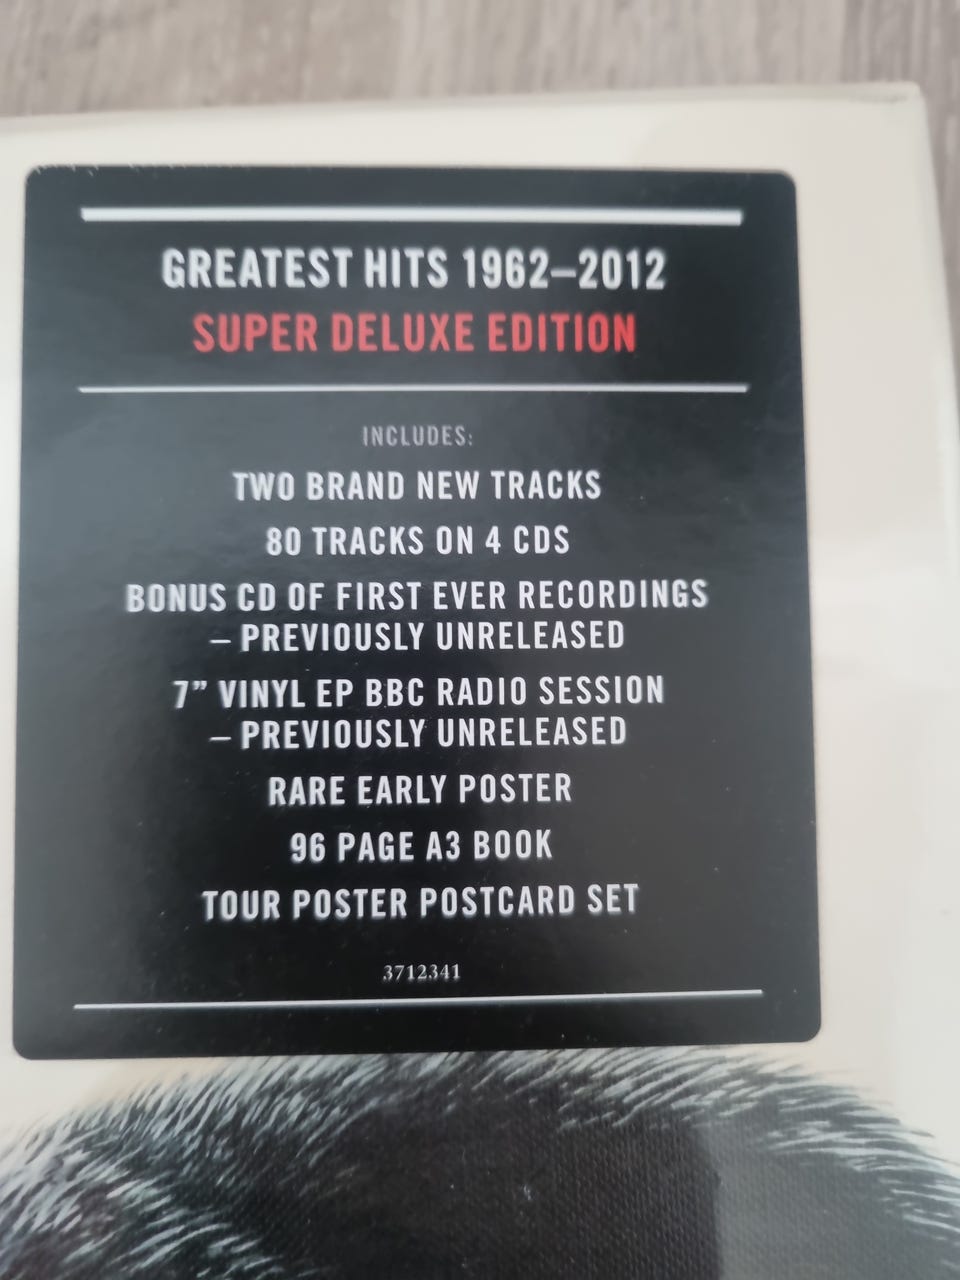 GREATEST HITS 1962–2012
SUPER DELUXE EDITION
INCLUDES:
TWO BRAND NEW TRACKS
80 TRACKS ON 4 CDS
BONUS CD OF FIRST EVER RECORDINGS
– PREVIOUSLY UNRELEASED
7” VINYL EP BBC RADIO SESSION
– PREVIOUSLY UNRELEASED
RARE EARLY POSTER
96 PAGE A3 BOOK
TOUR POSTER POSTCARD SET
3712341